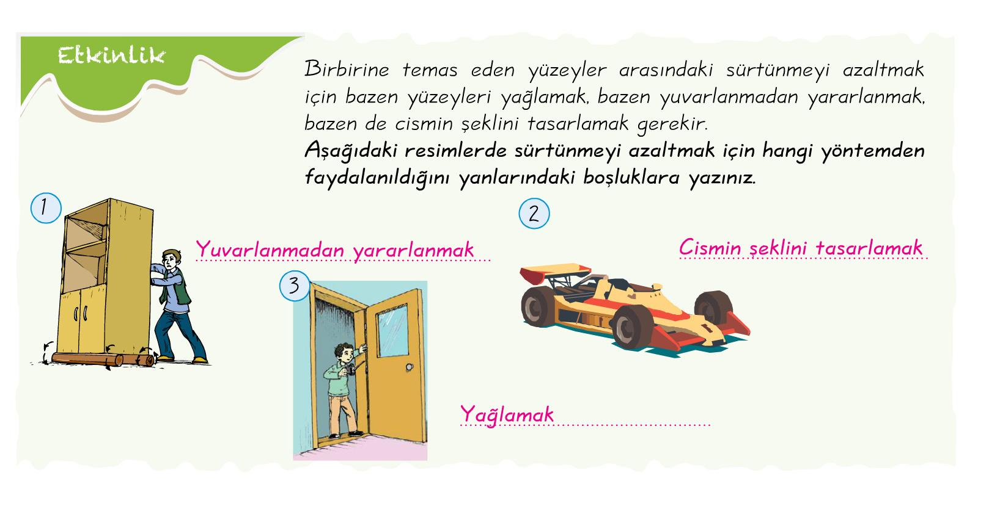 Etkinlik
Birbirine temas eden yüzeyler arasındaki sürtünmeyi azaltmak
için bazen yüzeyleri yağlamak, bazen yuvarlanmadan yararlanmak,
bazen de cismin şeklini tasarlamak gerekir.
Aşağıdaki resimlerde sürtünmeyi azaltmak için hangi yöntemden
faydalanıldığını yanlarındaki boşluklara yazınız.
1
Yuvarlanmadan yararlanmak
2
Cismin şeklini tasarlamak
3
Yağlamak